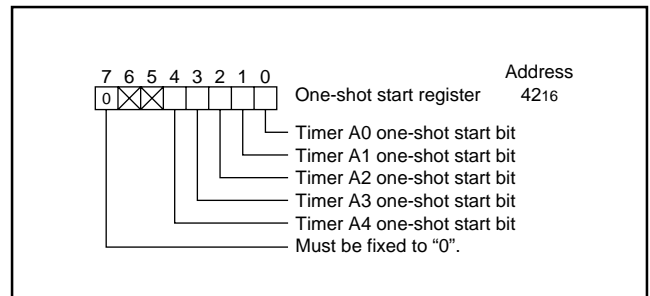 Address
7 6 5 4 3 2 1 0
0 One-shot start register 4216
Timer A0 one-shot start bit
Timer A1 one-shot start bit
Timer A2 one-shot start bit
Timer A3 one-shot start bit
Timer A4 one-shot start bit
Must be fixed to “0”.